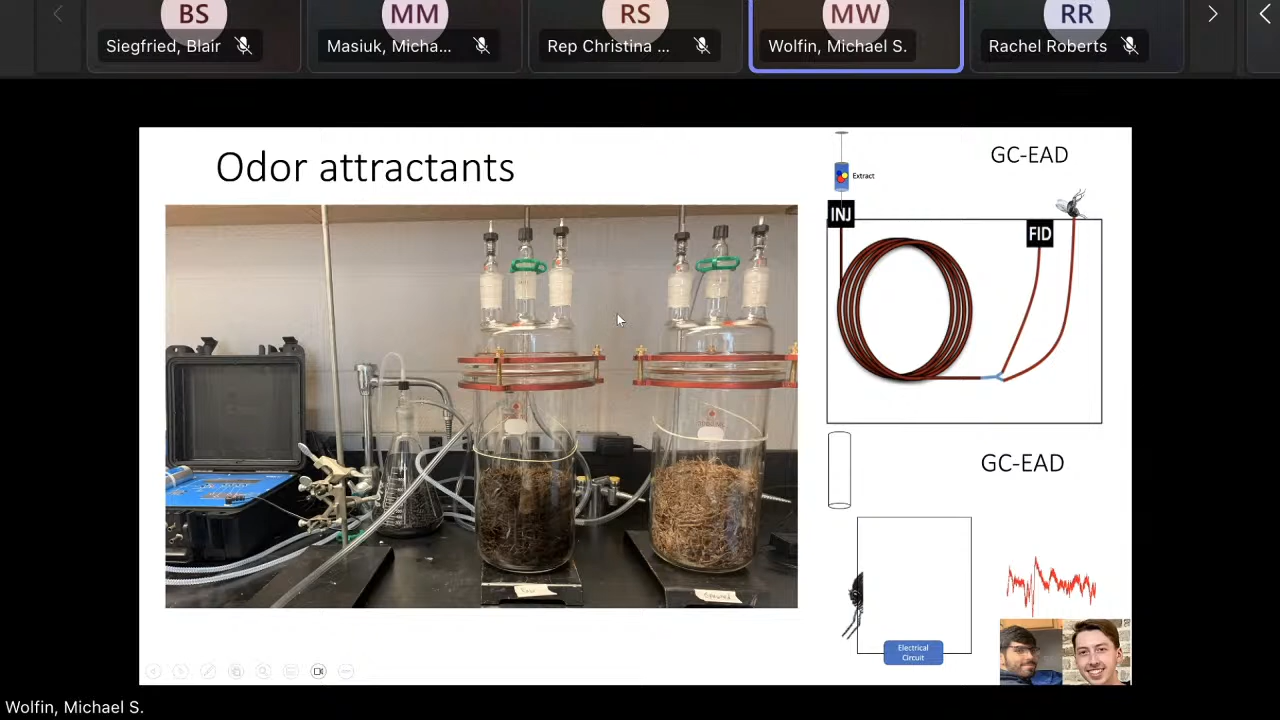 BS
MM
RS
MW
RR
Siegfried, Blair
Masiuk, Micha...
Rep Christina ...
Wolfin, Michael S.
Rachel Roberts
Odor attractants
GC-EAD
Extract
INJ
FID
GC-EAD
Electrical
Circuit
Wolfin, Michael S.